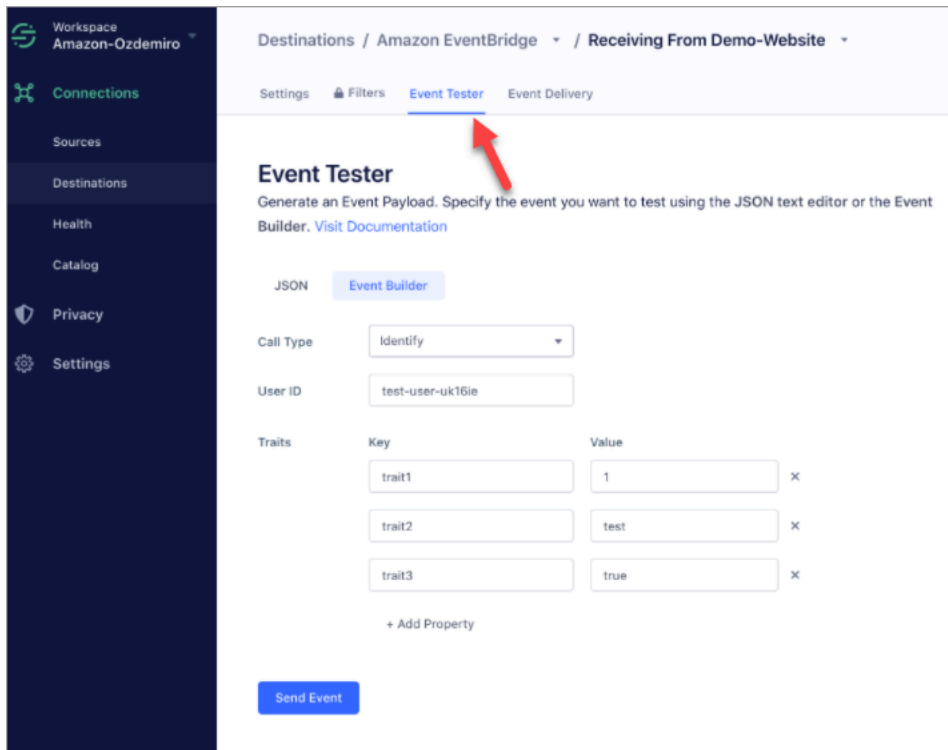 Workspace
Amazon-Ozdemiro
Connections
Sources
Destinations
Health
Catalog
Privacy
Settings
Destinations / Amazon EventBridge / Receiving From Demo-Website
Settings Filters Event Tester Event Delivery
Event Tester
Generate an Event Payload. Specify the event you want to test using the JSON text editor or the Event
Builder. Visit Documentation
JSON Event Builder
Call Type Identify
User ID test-user-uk16ie
Traits Key Value
trait1 1 ×
trait2 test ×
trait3 true ×
+ Add Property
Send Event